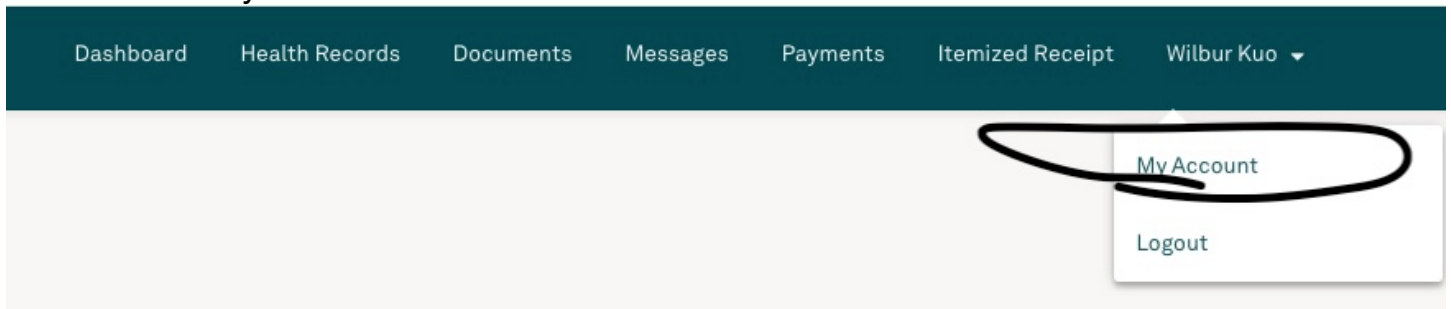 Dashboard Health Records Documents Messages Payments Itemized Receipt Wilbur Kuo
My Account
Logout